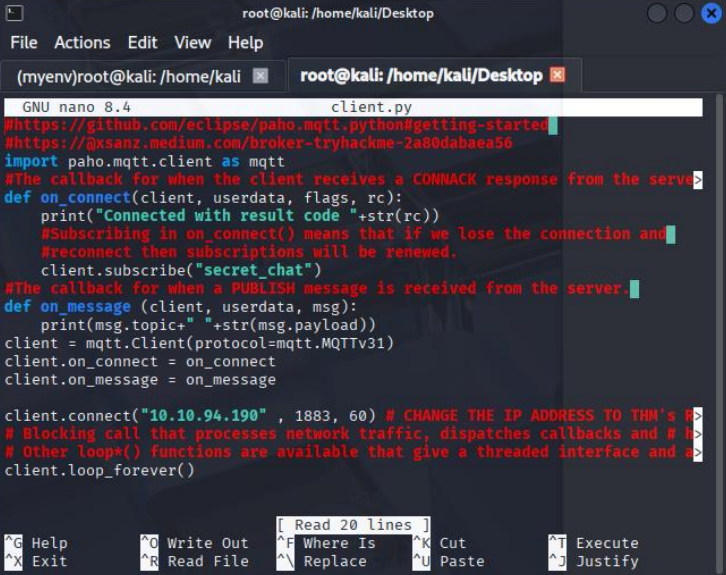 root@kali: /home/kali/Desktop
File Actions Edit View Help
(myenv)root@kali: /home/kali root@kali: /home/kali/Desktop
GNU nano 8.4 client.py
#https://github.com/eclipse/paho.mqtt.python#getting-started
#https://@xsanz.medium.com/broker-tryhackme-2a80dabaea56
import paho.mqtt.client as mqtt
#The callback for when the client receives a CONNACK response from the serve>
def on_connect(client, userdata, flags, rc):
    print("Connected with result code "+str(rc))
    #Subscribing in on_connect() means that if we lose the connection and
    #reconnect then subscriptions will be renewed.
    client.subscribe("secret_chat")
#The callback for when a PUBLISH message is received from the server.
def on_message (client, userdata, msg):
    print(msg.topic+" "+str(msg.payload))
client = mqtt.Client(protocol=mqtt.MQTTv31)
client.on_connect = on_connect
client.on_message = on_message
client.connect("10.10.94.190" , 1883, 60) # CHANGE THE IP ADDRESS TO THM's R>
# Blocking call that processes network traffic, dispatches callbacks and # h>
# Other loop*() functions are available that give a threaded interface and a>
client.loop_forever()
[ Read 20 lines ]
^G Help ^O Write Out ^F Where Is ^K Cut ^T Execute
^X Exit ^R Read File ^\ Replace ^U Paste ^J Justify